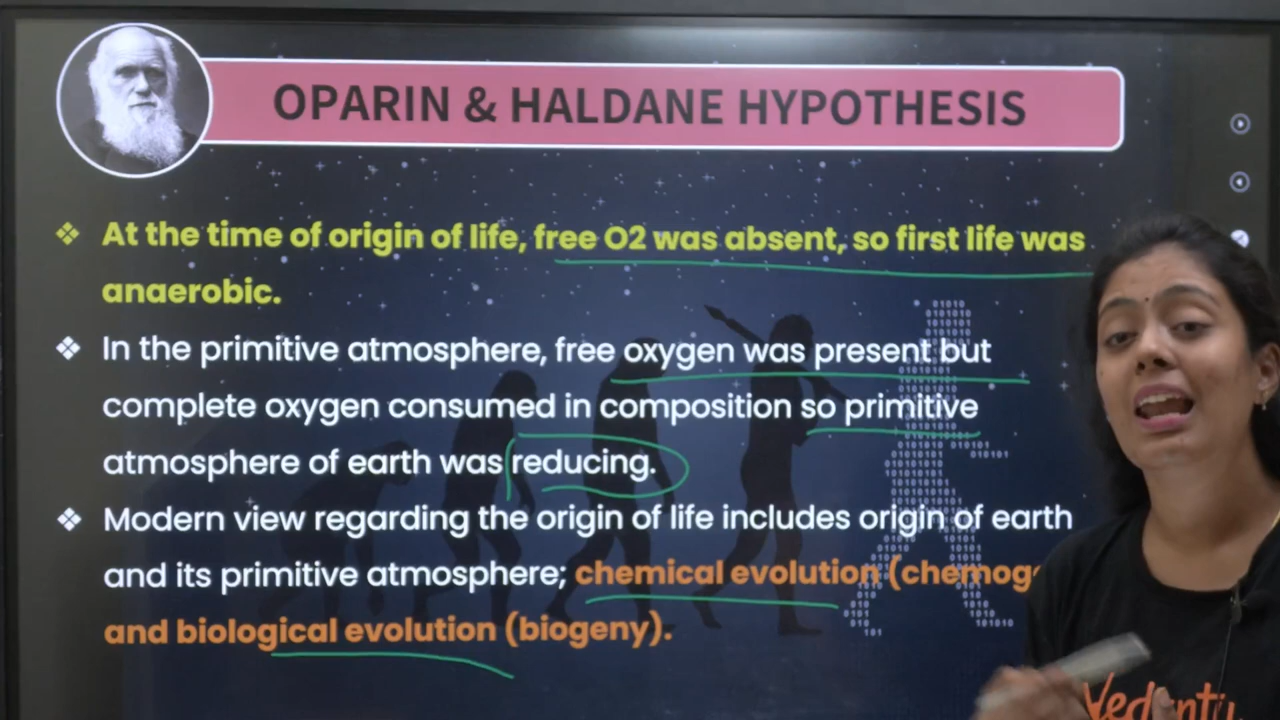 OPARIN & HALDANE HYPOTHESIS
❖ At the time of origin of life, free O2 was absent, so first life was
anaerobic.
❖ In the primitive atmosphere, free oxygen was present but
complete oxygen consumed in composition so primitive
atmosphere of earth was reducing.
❖ Modern view regarding the origin of life includes origin of earth
and its primitive atmosphere; chemical evolution (chemog
and biological evolution (biogeny).
Vedantu